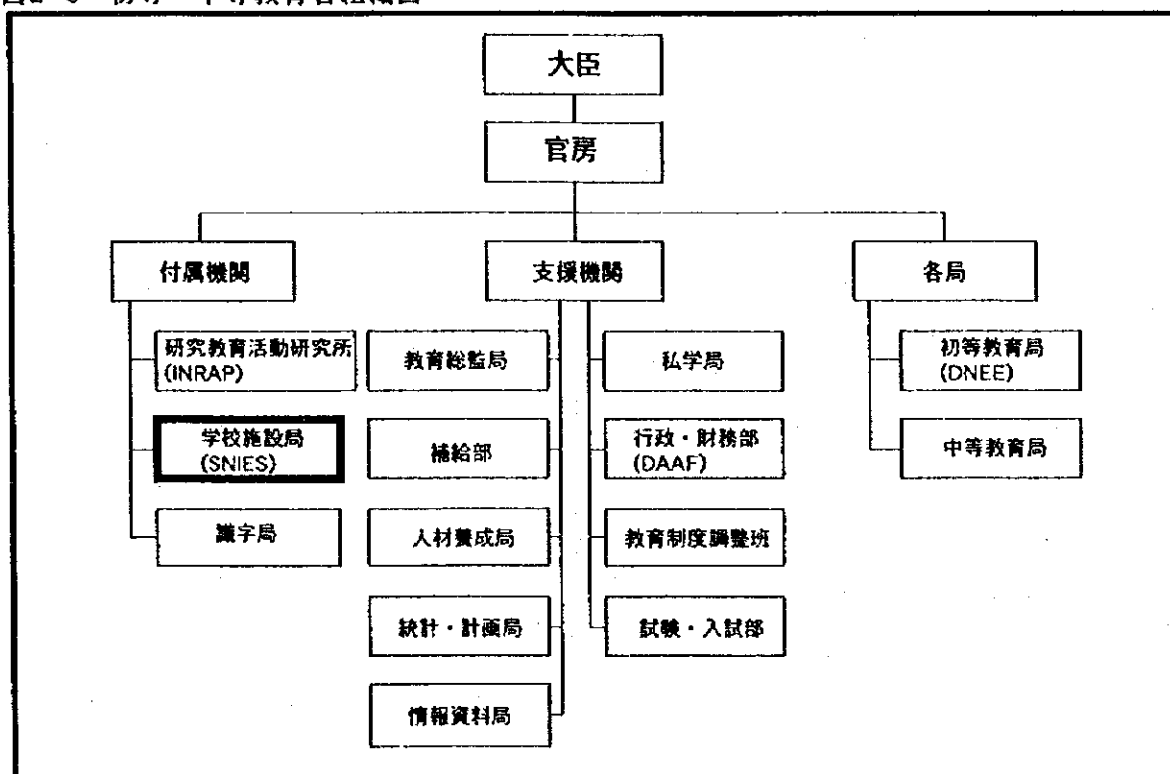 大臣
官房
付属機関
支援機関
各局
研究教育活動研究所
(INRAP)
学校施設局
(SNIES)
識字局
教育総監局
補給部
人材養成局
統計・計画局
情報資料局
私学局
行政・財務部
(DAAF)
教育制度調整班
試験・入試部
初等教育局
(DNEE)
中等教育局